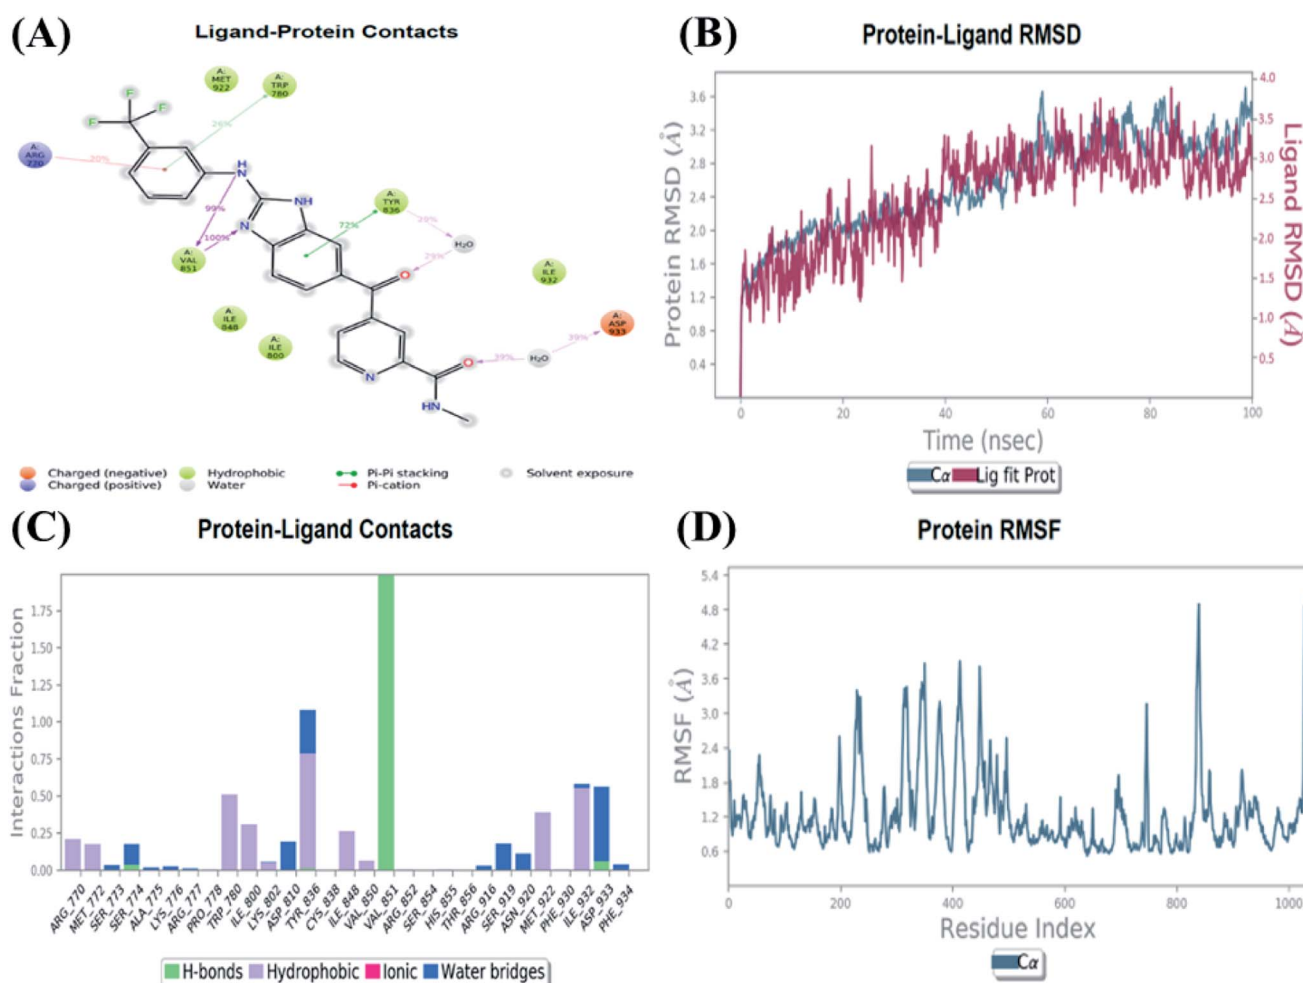 (A)
Ligand-Protein Contacts
A:
MET
922
A:
TRP
780
F
F
F
26%
A:
ARG
770
20%
H
N
NH
99%
N
100%
A:
VAL
851
A:
TYR
836
72%
29%
H₂O
29%
O
A:
ILE
932
A:
ILE
848
A:
ILE
800
A:
ASP
933
39%
H₂O
39%
O
N
HN
Charged (negative)
Charged (positive)
Hydrophobic
Water
Pi-Pi stacking
Pi-cation
Solvent exposure
(B)
Protein-Ligand RMSD
Protein RMSD (Å)
3.6
3.2
2.8
2.4
2.0
1.6
1.2
0.8
0.4
4.0
3.5
3.0
2.5
2.0
1.5
1.0
0.5
Ligand RMSD (Å)
0 20 40 60 80 100
Time (nsec)
Cα Lig fit Prot
(C)
Protein-Ligand Contacts
Interactions Fraction
1.75
1.50
1.25
1.00
0.75
0.50
0.25
0.00
ARG_770
MET_772
SER_773
SER_774
ALA_775
LYS_776
ARG_777
PRO_778
TRP_780
ILE_800
LYS_802
ASP_810
TYR_836
CYS_838
ILE_848
VAL_850
VAL_851
ARG_852
SER_854
HIS_855
THR_856
ARG_916
SER_919
ASN_920
MET_922
PHE_930
ILE_932
ASP_933
PHE_934
H-bonds Hydrophobic Ionic Water bridges
(D)
Protein RMSF
RMSF (Å)
5.4
4.8
4.2
3.6
3.0
2.4
1.8
1.2
0.6
0 200 400 600 800 1000
Residue Index
Cα